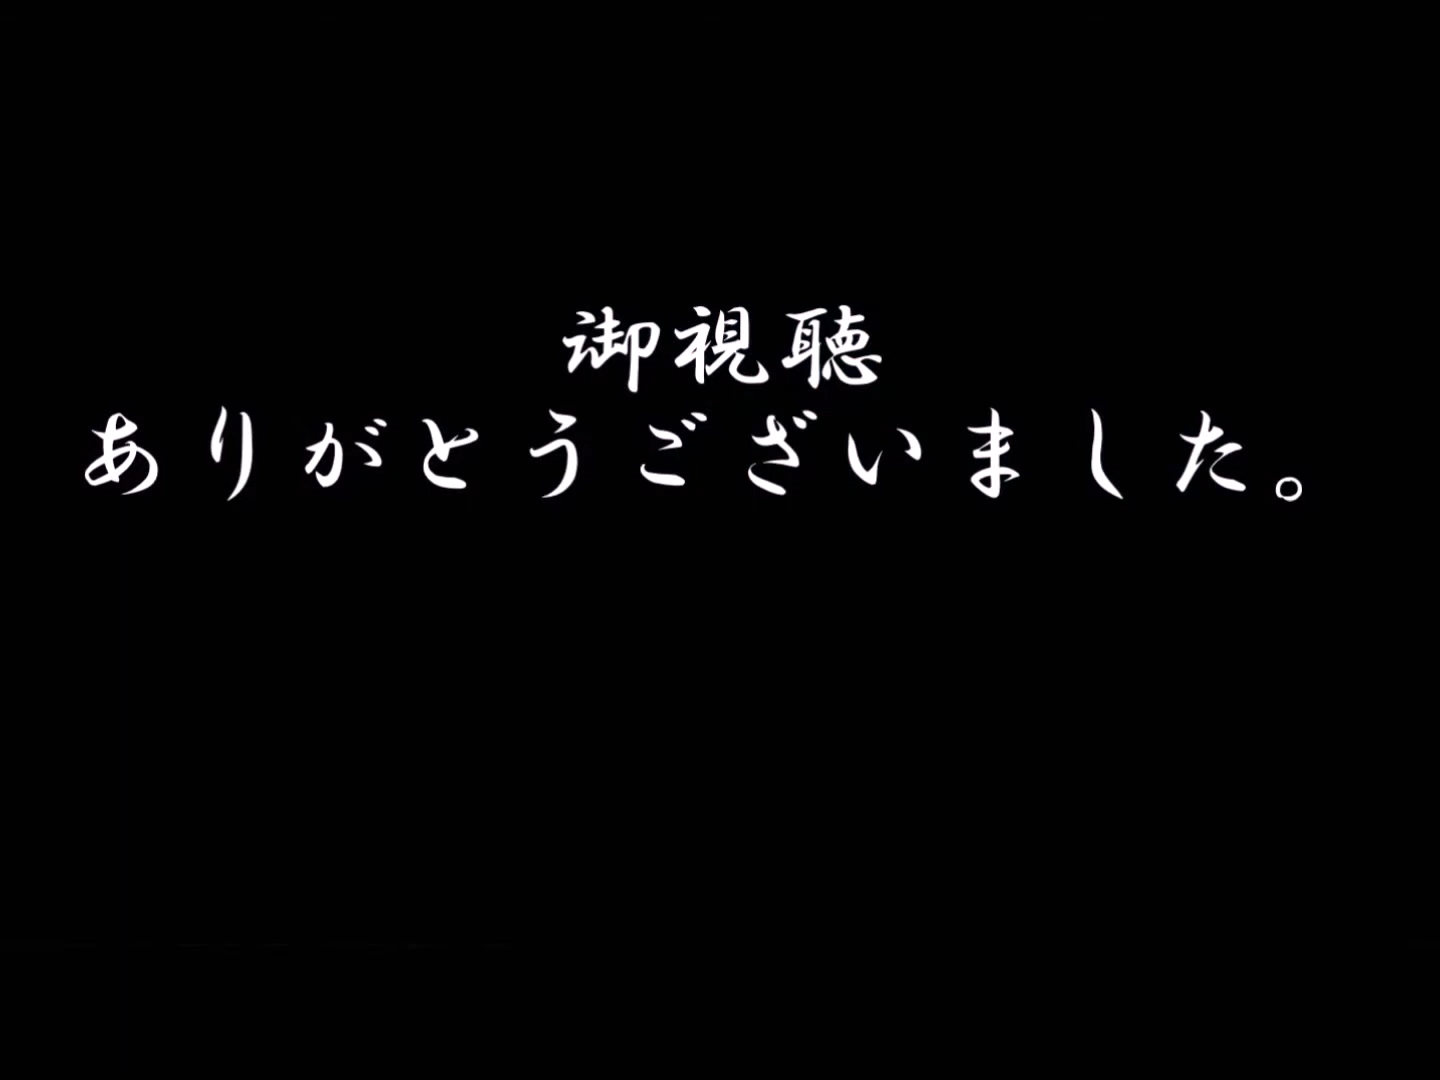 御視聴
ありがとうございました。